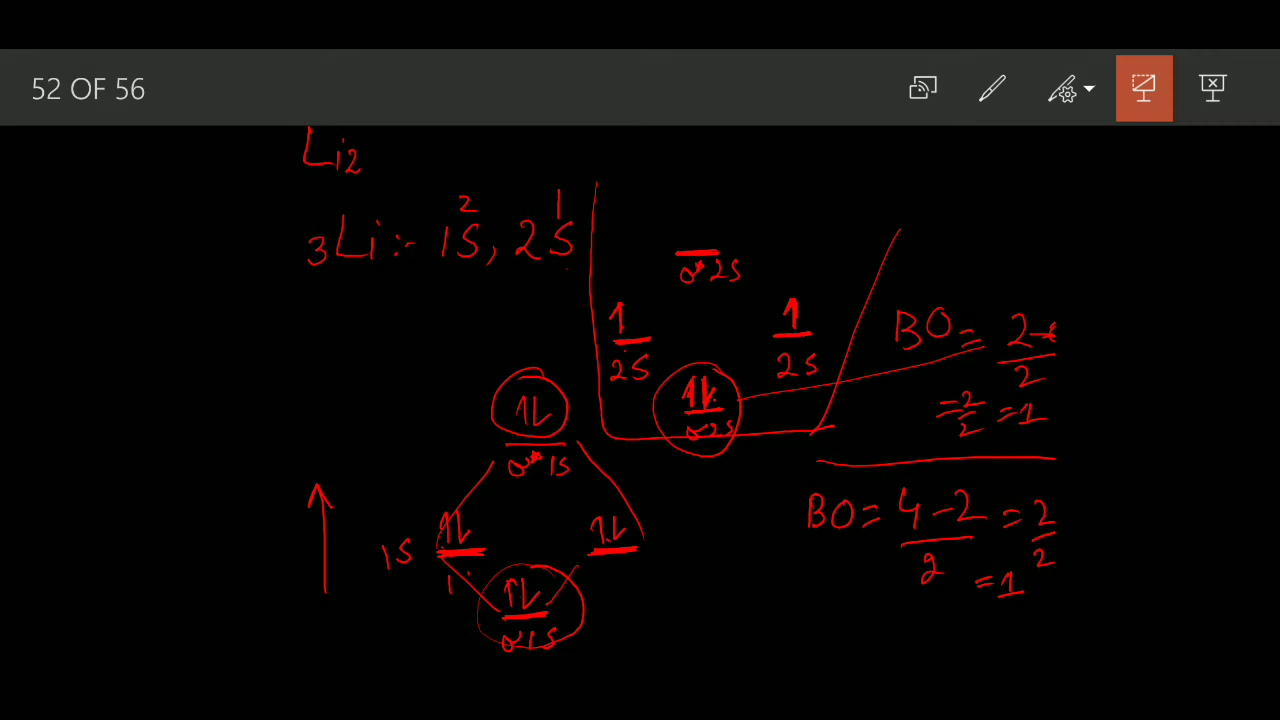 52 OF 56
Li2
3Li :- 1S², 2S¹
σ*2S
1 1
2S 2S
BO = 2-
2
= 2/2 = 1
1L
σ2S
1L
σ*1S
BO = 4-2/2 = 2/2
= 1
1S 1L 1L
1L
σ1S